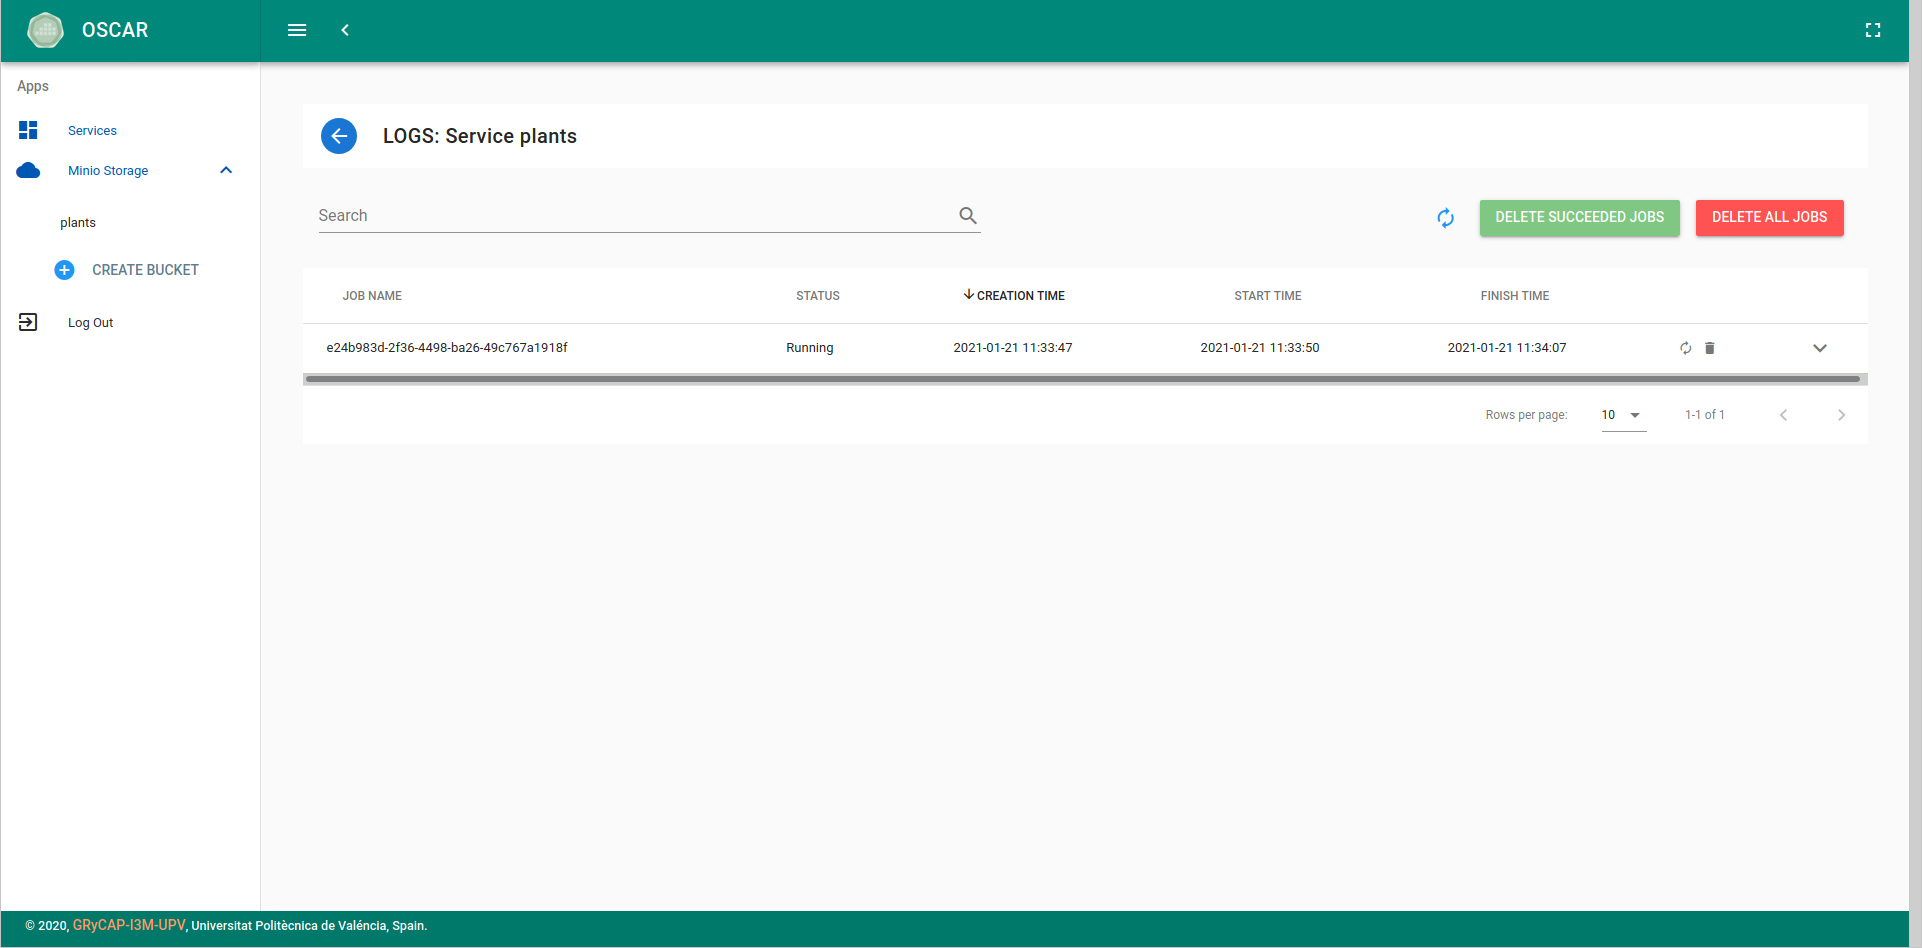 OSCAR
Apps
Services
Minio Storage
plants
CREATE BUCKET
Log Out
LOGS: Service plants
Search
DELETE SUCCEEDED JOBS
DELETE ALL JOBS
JOB NAME STATUS CREATION TIME START TIME FINISH TIME
e24b983d-2f36-4498-ba26-49c767a1918f Running 2021-01-21 11:33:47 2021-01-21 11:33:50 2021-01-21 11:34:07
Rows per page: 10 1-1 of 1
© 2020, GRyCAP-I3M-UPV, Universitat Politècnica de Valéncia, Spain.